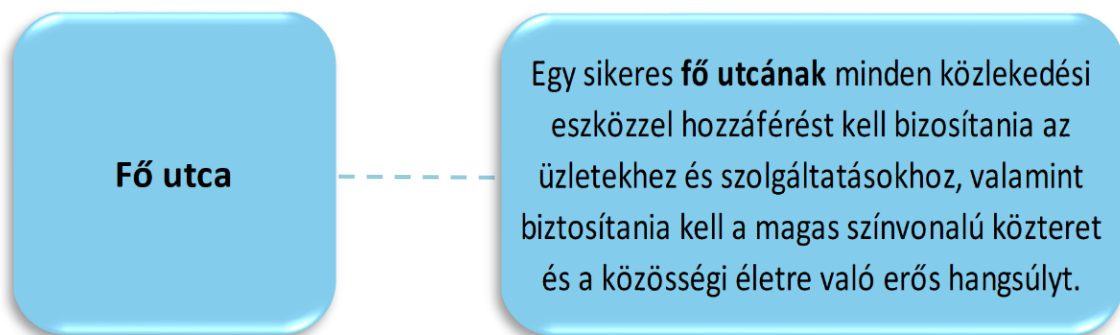 Fő utca
Egy sikeres fő utcának minden közlekedési
eszközzel hozzáférést kell bizosítania az
üzletekhez és szolgáltatásokhoz, valamint
biztosítania kell a magas színvonalú közteret
és a közösségi életre való erős hangsúlyt.